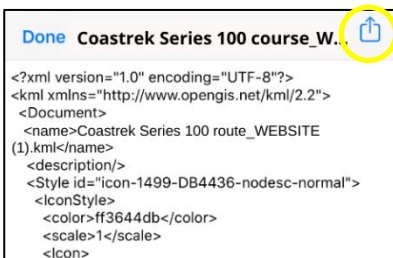 Done Coastrek Series 100 course_W...
<?xml version="1.0" encoding="UTF-8"?>
<kml xmlns="http://www.opengis.net/kml/2.2">
<Document>
<name>Coastrek Series 100 route_WEBSITE
(1).kml</name>
<description/>
<Style id="icon-1499-DB4436-nodesc-normal">
<IconStyle>
<color>ff3644db</color>
<scale>1</scale>
<Icon>